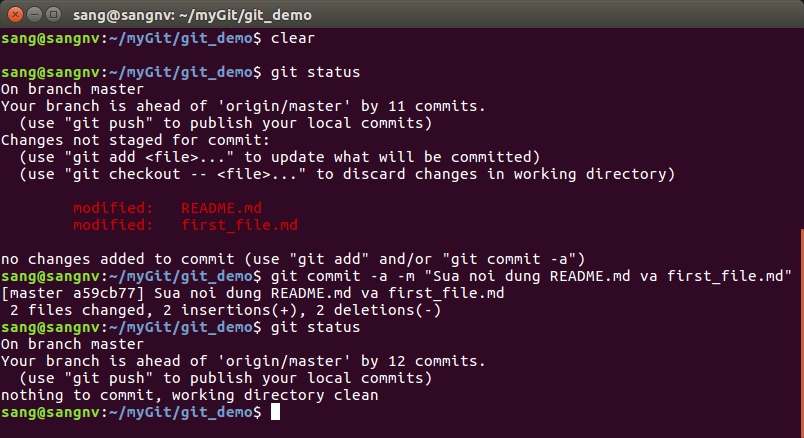 sang@sangnv: ~/myGit/git_demo
sang@sangnv:~/myGit/git_demo$ clear
sang@sangnv:~/myGit/git_demo$ git status
On branch master
Your branch is ahead of 'origin/master' by 11 commits.
  (use "git push" to publish your local commits)
Changes not staged for commit:
  (use "git add <file>..." to update what will be committed)
  (use "git checkout -- <file>..." to discard changes in working directory)
        modified:   README.md
        modified:   first_file.md
no changes added to commit (use "git add" and/or "git commit -a")
sang@sangnv:~/myGit/git_demo$ git commit -a -m "Sua noi dung README.md va first_file.md"
[master a59cb77] Sua noi dung README.md va first_file.md
 2 files changed, 2 insertions(+), 2 deletions(-)
sang@sangnv:~/myGit/git_demo$ git status
On branch master
Your branch is ahead of 'origin/master' by 12 commits.
  (use "git push" to publish your local commits)
nothing to commit, working directory clean
sang@sangnv:~/myGit/git_demo$